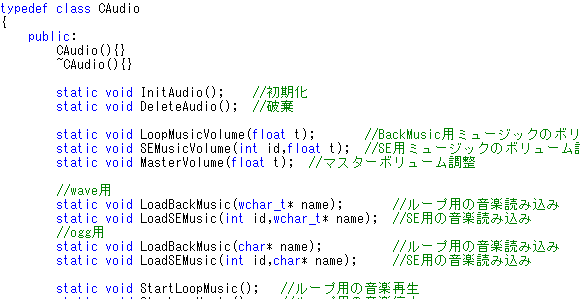 typedef class CAudio
{
public:
CAudio(){}
~CAudio(){}
static void InitAudio(); //初期化
static void DeleteAudio(); //破棄
static void LoopMusicVolume(float t); //BackMusic用ミュージックのボリ
static void SEMusicVolume(int id,float t); //SE用ミュージックのボリューム
static void MasterVolume(float t); //マスターボリューム調整
//wave用
static void LoadBackMusic(wchar_t* name); //ループ用の音楽読み込み
static void LoadSEMusic(int id,wchar_t* name); //SE用の音楽読み込み
//ogg用
static void LoadBackMusic(char* name); //ループ用の音楽読み込み
static void LoadSEMusic(int id,char* name); //SE用の音楽読み込み
static void StartLoopMusic(); //ループ用の音楽再生